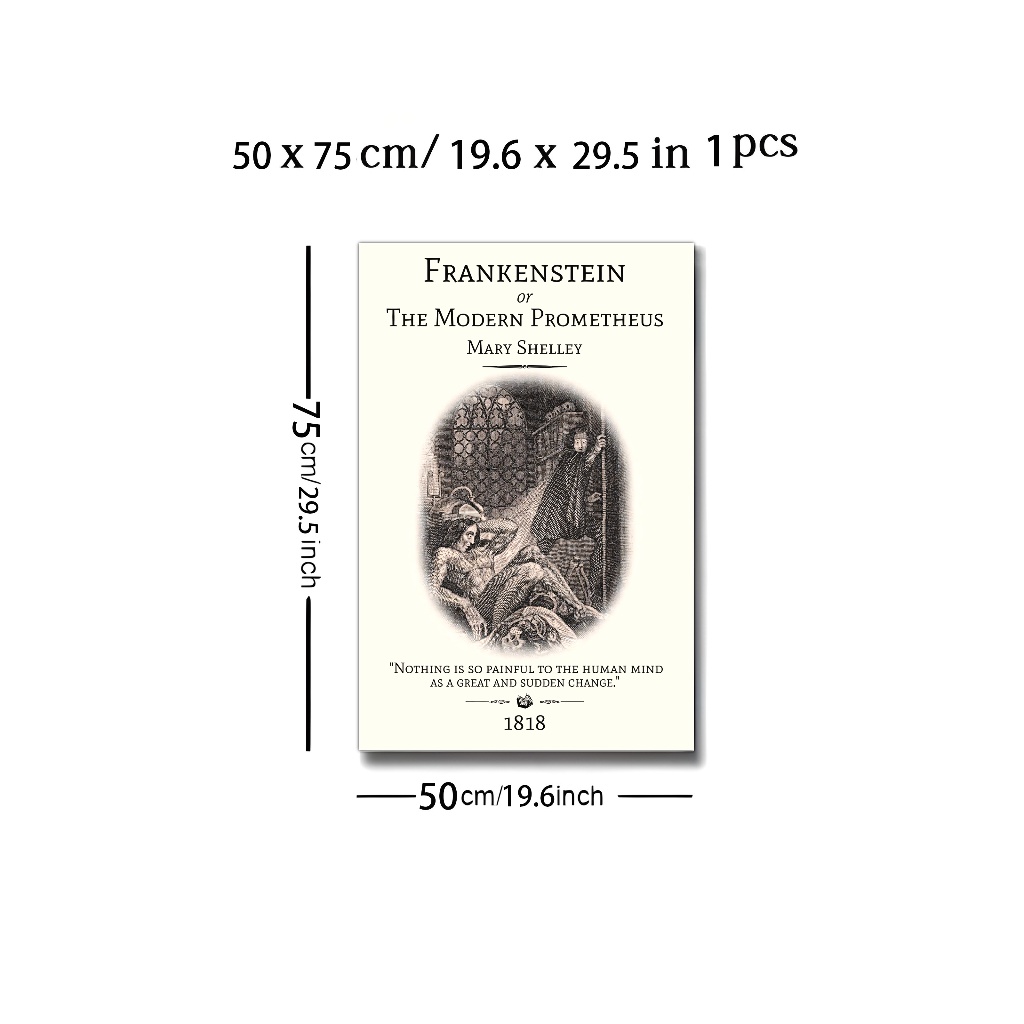 50 x 75 cm/ 19.6 x 29.5 in 1 pcs
FRANKENSTEIN
or
THE MODERN PROMETHEUS
MARY SHELLEY
75cm/29.5inch
"NOTHING IS SO PAINFUL TO THE HUMAN MIND
AS A GREAT AND SUDDEN CHANGE."
1818
50cm/19.6inch